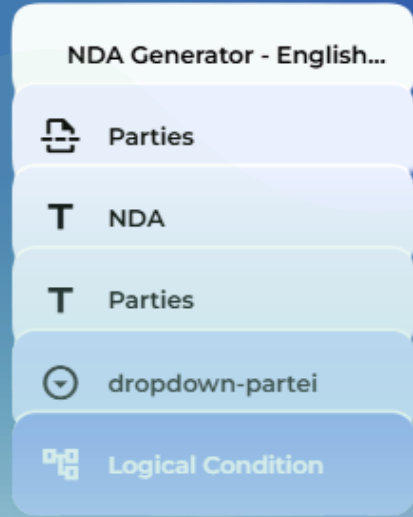 NDA Generator - English...
Parties
NDA
Parties
dropdown-partei
Logical Condition